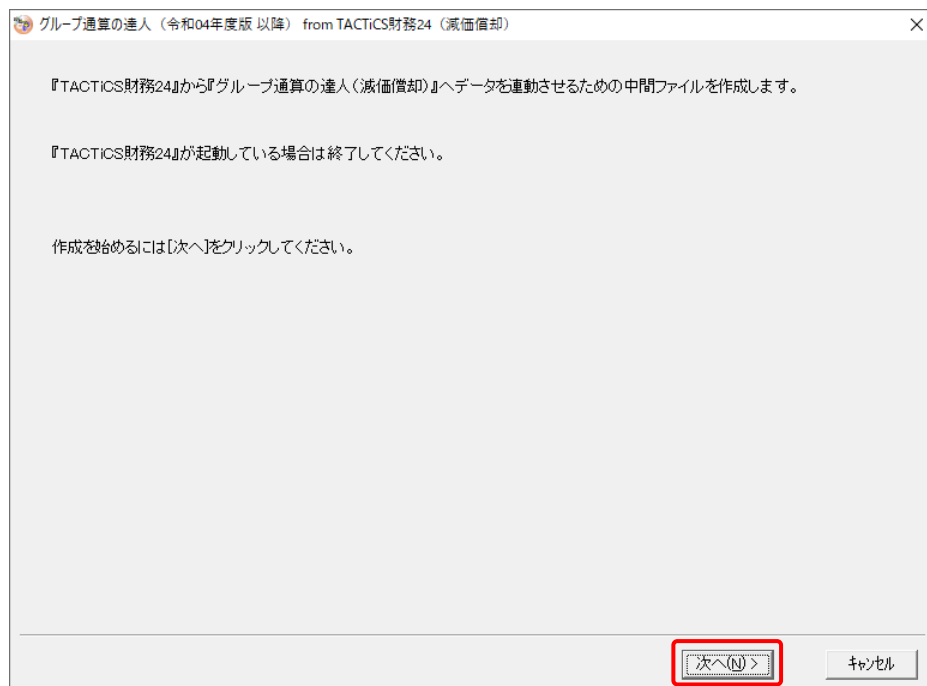 グループ通算の達人（令和04年度版 以降） from TACTiCS財務24（減価償却）
『TACTiCS財務24』から『グループ通算の達人(減価償却)』へデータを連動させるための中間ファイルを作成します。
『TACTiCS財務24』が起動している場合は終了してください。
作成を始めるには[次へ]をクリックしてください。
次へ(N) >
キャンセル